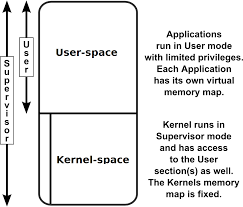 Supervisor
User
User-space
Applications
run in User mode
with limited privileges.
Each Application
has its own virtual
memory map.
Kernel-space
Kernel runs in
Supervisor mode
and has access
to the User
section(s) as well.
The Kernels memory
map is fixed.